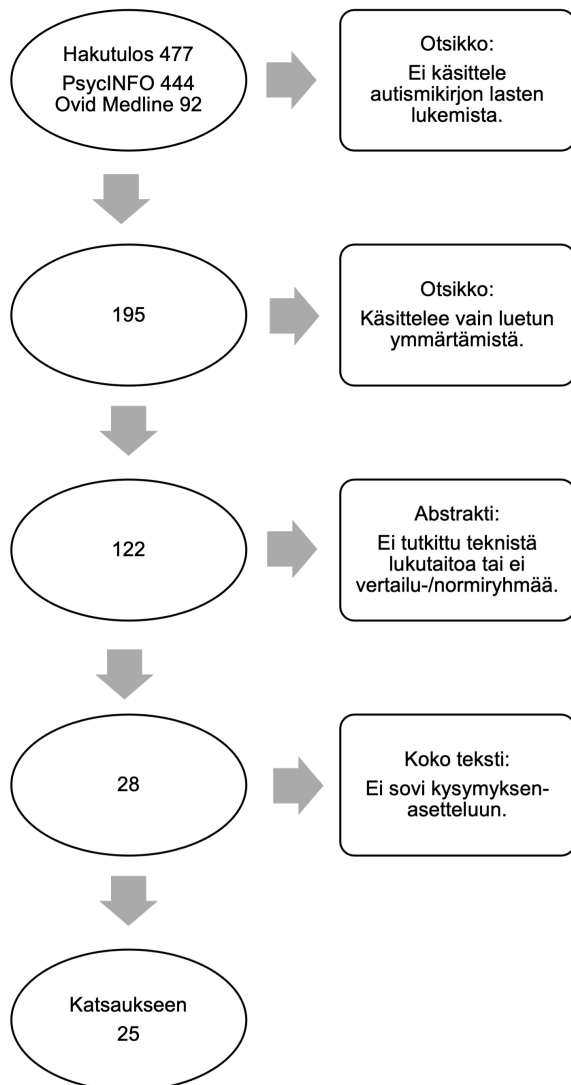 Hakutulos 477
PsycINFO 444
Ovid Medline 92
Otsikko:
Ei käsittele
autismikirjon lasten
lukemista.
195
Otsikko:
Käsittelee vain luetun
ymmärtämistä.
122
Abstrakti:
Ei tutkittu teknistä
lukutaitoa tai ei
vertailu-/normiryhmää.
28
Koko teksti:
Ei sovi kysymyksen-
asetteluun.
Katsaukseen
25